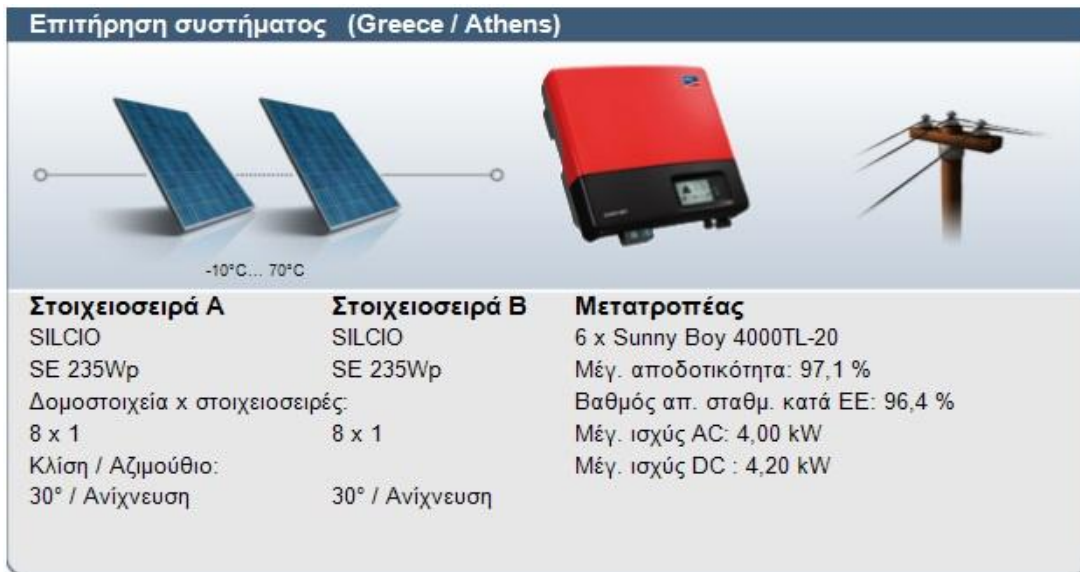 Επιτήρηση συστήματος (Greece / Athens)
-10°C... 70°C
Στοιχειοσειρά Α Στοιχειοσειρά Β Μετατροπέας
SILCIO SILCIO 6 x Sunny Boy 4000TL-20
SE 235Wp SE 235Wp Μέγ. αποδοτικότητα: 97,1 %
Δομοστοιχεία x στοιχειοσειρές: Βαθμός απ. σταθμ. κατά ΕΕ: 96,4 %
8 x 1 8 x 1 Μέγ. ισχύς AC: 4,00 kW
Κλίση / Αζιμούθιο: Μέγ. ισχύς DC : 4,20 kW
30° / Ανίχνευση 30° / Ανίχνευση